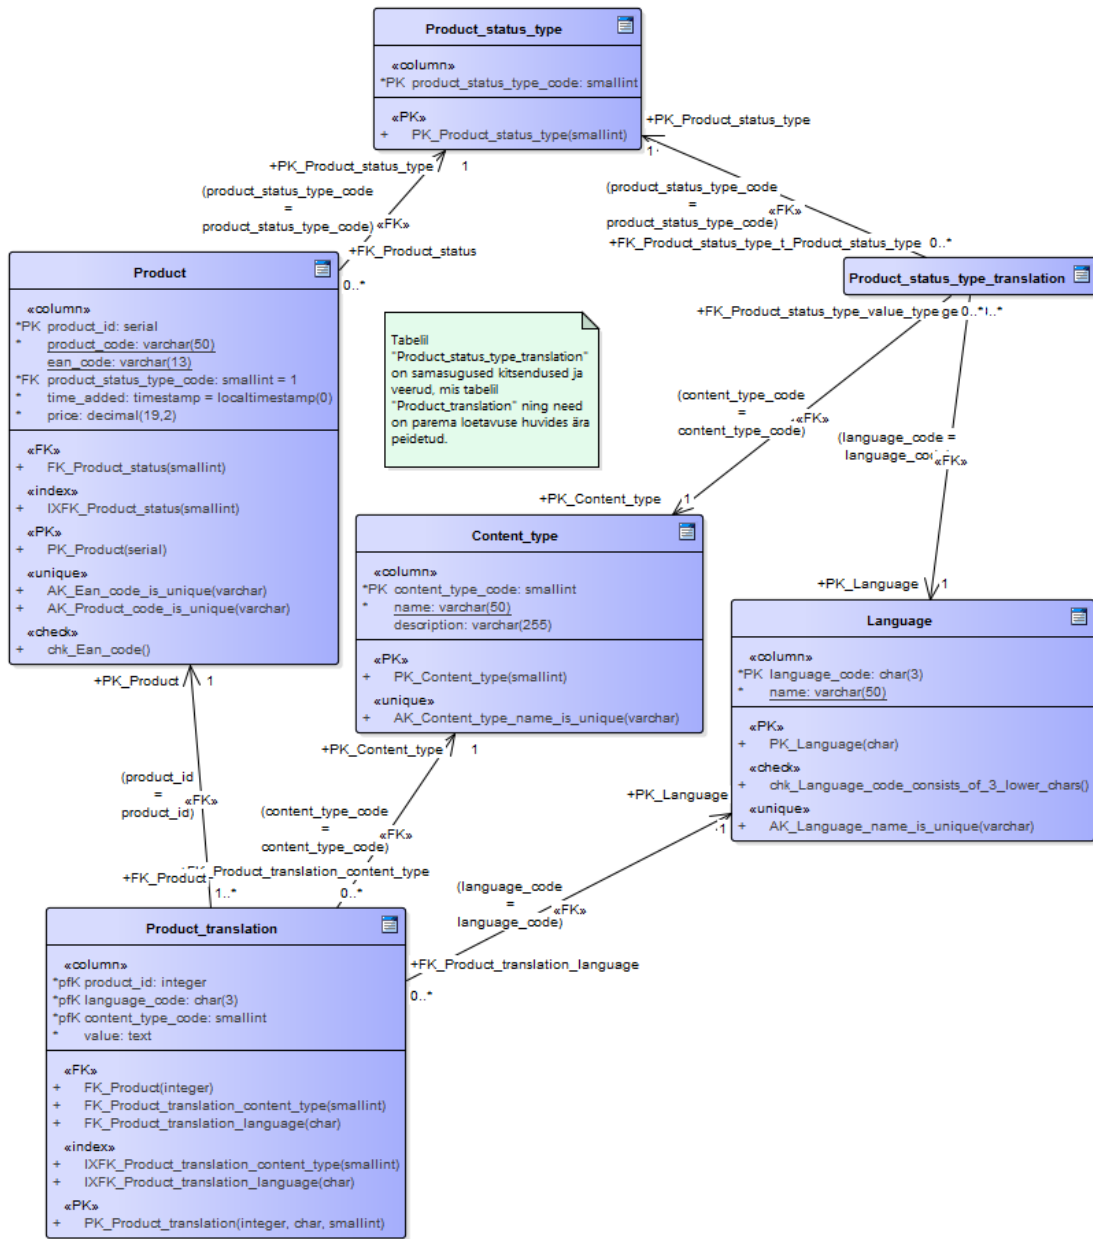 Product_status_type
«column»
*PK product_status_type_code: smallint
«PK»
+ PK_Product_status_type(smallint)
+PK_Product_status_type
1
+PK_Product_status_type
1
(product_status_type_code
=
product_status_type_code)
«FK»
+FK_Product_status
0..*
(product_status_type_code
=
product_status_type_code)
«FK»
+FK_Product_status_type_t_Product_status_type 0..*
Product
«column»
*PK product_id: serial
* product_code: varchar(50)
ean_code: varchar(13)
*FK product_status_type_code: smallint = 1
* time_added: timestamp = localtimestamp(0)
* price: decimal(19,2)
«FK»
+ FK_Product_status(smallint)
«index»
+ IXFK_Product_status(smallint)
«PK»
+ PK_Product(serial)
«unique»
+ AK_Ean_code_is_unique(varchar)
+ AK_Product_code_is_unique(varchar)
«check»
+ chk_Ean_code()
Product_status_type_translation
+FK_Product_status_type_value_type
0..*
Tabelil
"Product_status_type_translation"
on samasugused kitsendused ja
veerud, mis tabelil
"Product_translation" ning need
on parema loetavuse huvides ära
peidetud.
(content_type_code
=
content_type_code)
«FK»
(language_code =
«FK»
+PK_Content_type 1
+PK_Language 1
Content_type
«column»
*PK content_type_code: smallint
* name: varchar(50)
description: varchar(255)
«PK»
+ PK_Content_type(smallint)
«unique»
+ AK_Content_type_name_is_unique(varchar)
Language
«column»
*PK language_code: char(3)
* name: varchar(50)
«PK»
+ PK_Language(char)
«check»
+ chk_Language_code_consists_of_3_lower_chars()
«unique»
+ AK_Language_name_is_unique(varchar)
+PK_Product 1
+PK_Content_type 1
+PK_Language
1
(product_id
=
product_id)
«FK»
(content_type_code
=
content_type_code)
«FK»
+FK_Product
1..*
_Product_translation_content_type
0..*
(language_code
=
language_code)
«FK»
+FK_Product_translation_language
0..*
Product_translation
«column»
*pfK product_id: integer
*pfK language_code: char(3)
*pfK content_type_code: smallint
* value: text
«FK»
+ FK_Product(integer)
+ FK_Product_translation_content_type(smallint)
+ FK_Product_translation_language(char)
«index»
+ IXFK_Product_translation_content_type(smallint)
+ IXFK_Product_translation_language(char)
«PK»
+ PK_Product_translation(integer, char, smallint)